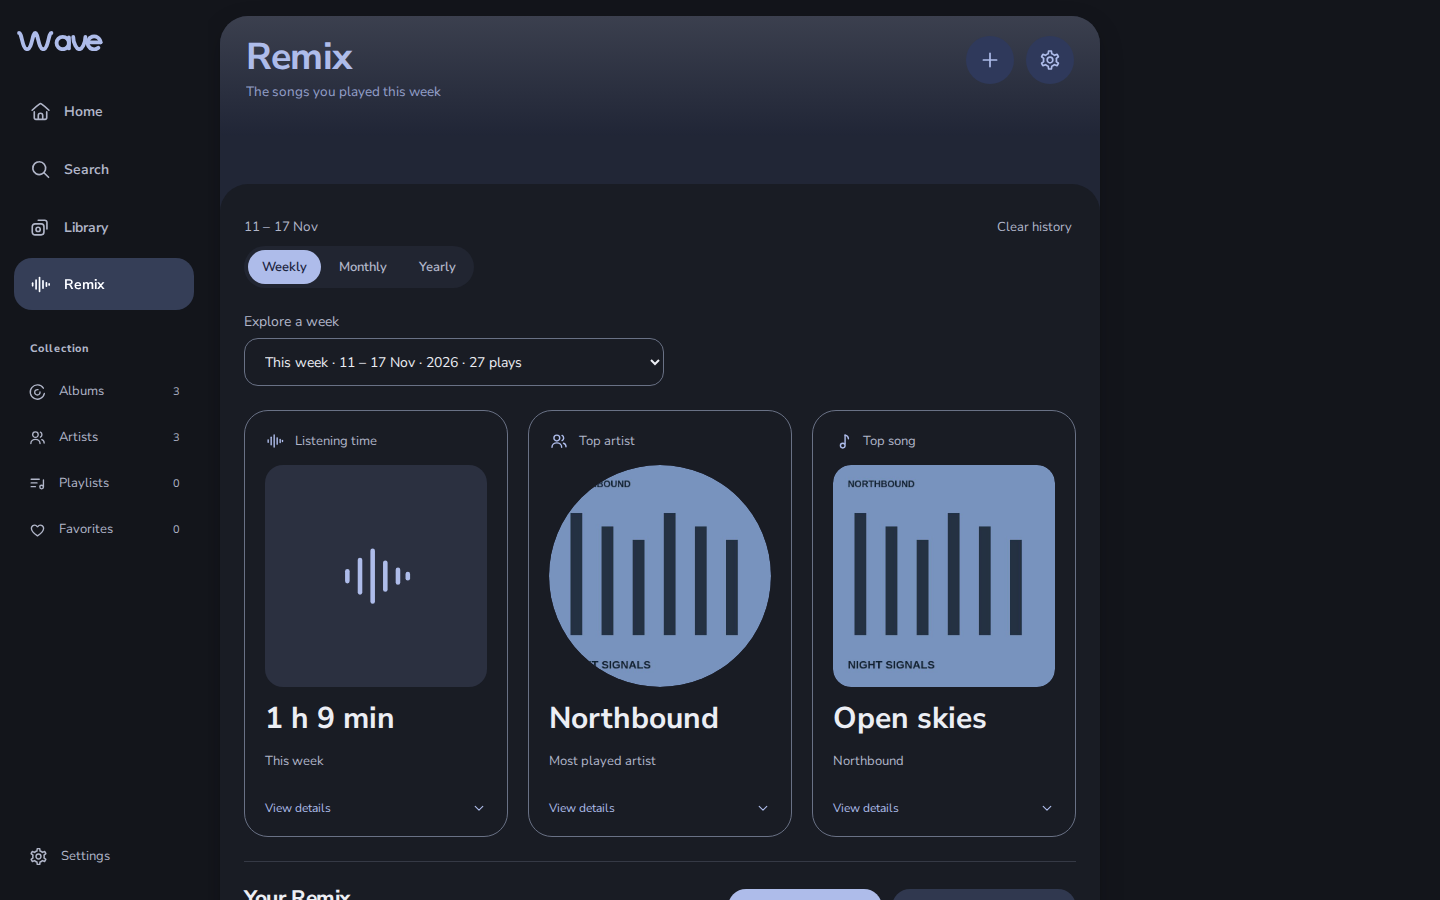 Wave
Home
Search
Library
Remix
Collection
Albums 3
Artists 3
Playlists 0
Favorites 0
Settings
Remix
The songs you played this week
11 – 17 Nov
Clear history
Weekly Monthly Yearly
Explore a week
This week · 11 – 17 Nov · 2026 · 27 plays
Listening time
1 h 9 min
This week
View details
Top artist
BOUND
T SIGNALS
Northbound
Most played artist
View details
Top song
NORTHBOUND
NIGHT SIGNALS
Open skies
Northbound
View details
Your Remix